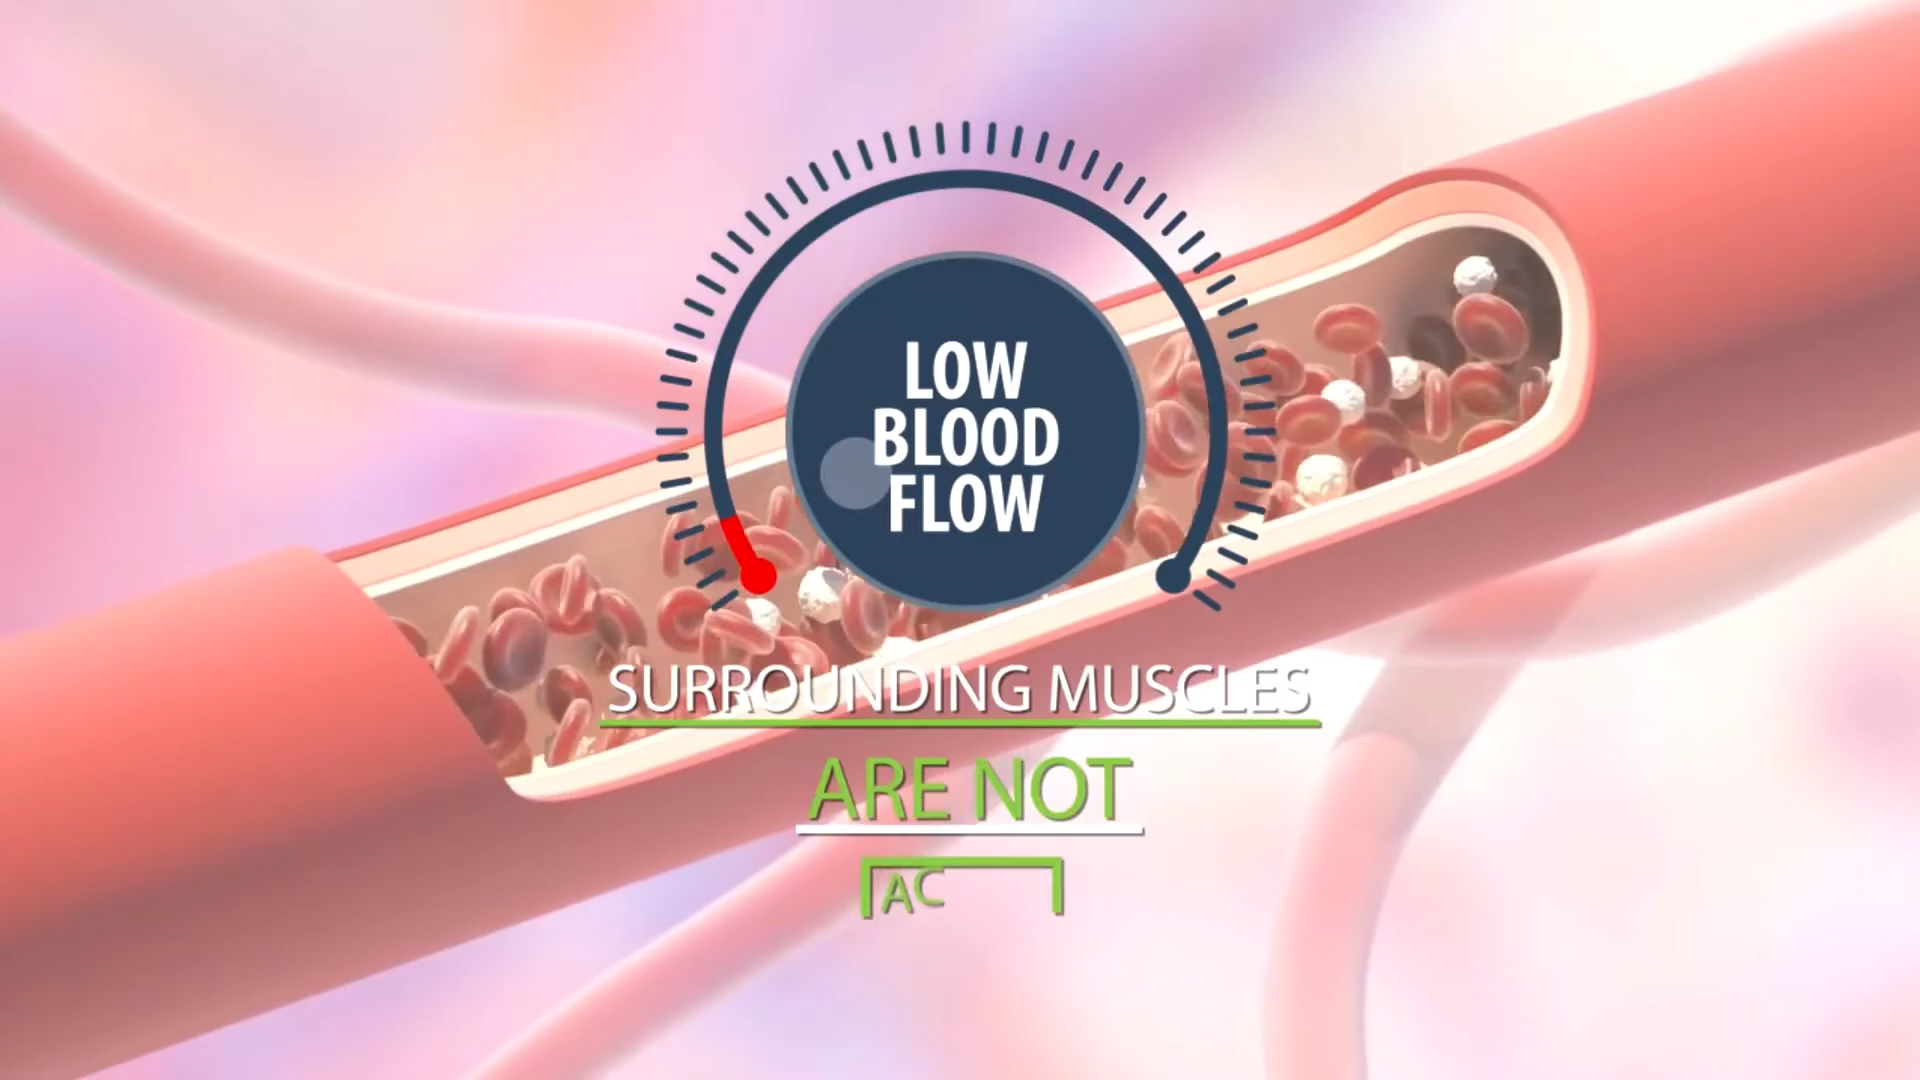 LOW
BLOOD
FLOW
SURROUNDING MUSCLES
ARE NOT
AC